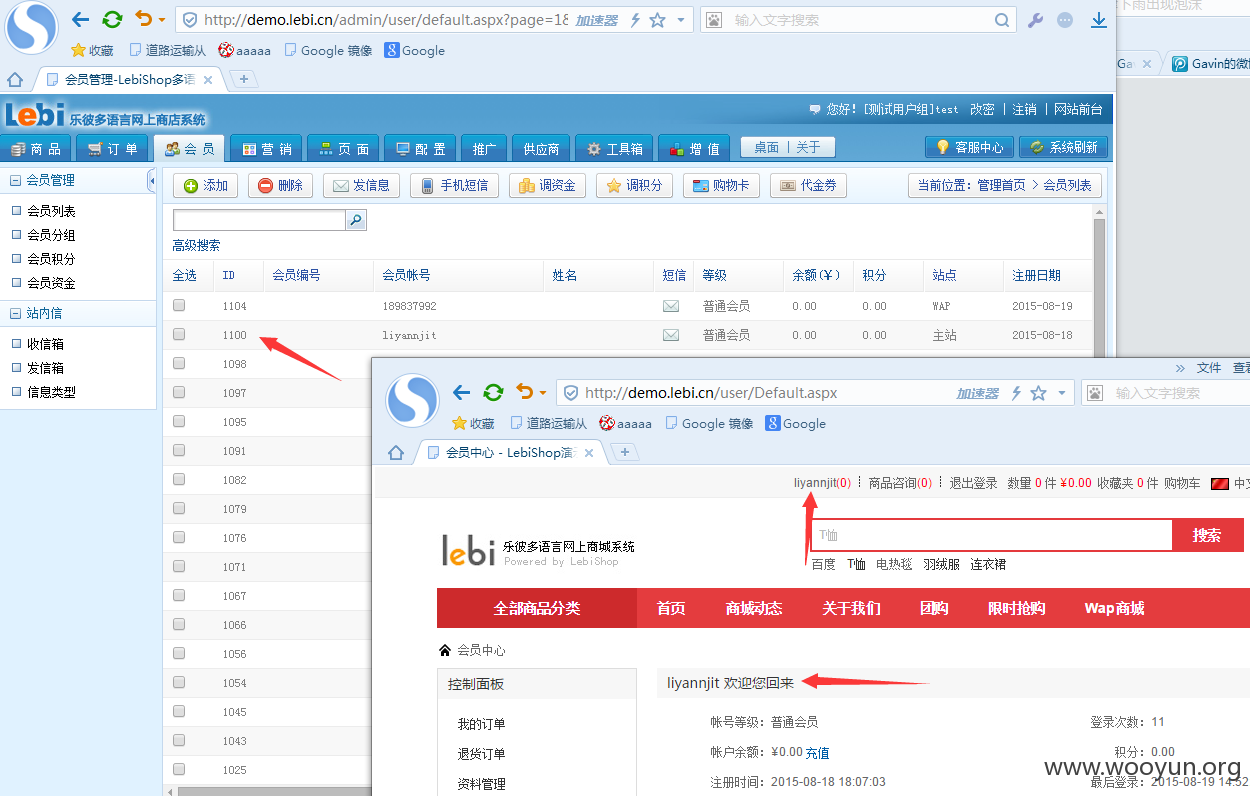 http://demo.lebi.cn/admin/user/default.aspx?page=18 加速器 输入文字搜索
下雨出现泡沫
收藏 道路运输从 aaaaa Google 镜像 Google
会员管理-LebiShop多语
Gavin的微
Lebi 乐彼多语言网上商店系统
您好! [测试用户组]test 改密 | 注销 | 网站前台
商 品 订 单 会 员 营 销 页 面 配 置 推广 供应商 工具箱 增 值 桌面 | 关于 客服中心 系统刷新
会员管理
会员列表
会员分组
会员积分
会员资金
站内信
收信箱
发信箱
信息类型
添加 删除 发信息 手机短信 调资金 调积分 购物卡 代金券 当前位置: 管理首页 > 会员列表
高级搜索
全选 ID 会员编号 会员帐号 姓名 短信 等级 余额(¥) 积分 站点 注册日期
1104 189837992 普通会员 0.00 0.00 WAP 2015-08-19
1100 liyannjit 普通会员 0.00 0.00 主站 2015-08-18
1098
1097
1095
1091
1082
1079
1076
1071
1067
1066
1056
1054
1045
1043
1025
» 文件 查看
http://demo.lebi.cn/user/Default.aspx 加速器 输入文字搜索
收藏 道路运输从 aaaaa Google 镜像 Google
会员中心 - LebiShop演示
liyannjit(0) 商品咨询(0) 退出登录 数量 0 件 ¥0.00 收藏夹 0 件 购物车 中文
lebi 乐彼多语言网上商城系统
Powered by LebiShop
T恤 搜索
百度 T恤 电热毯 羽绒服 连衣裙
全部商品分类 首页 商城动态 关于我们 团购 限时抢购 Wap商城
会员中心
控制面板
我的订单
退货订单
资料管理
liyannjit 欢迎您回来
帐号等级: 普通会员 登录次数: 11
帐户余额: ¥0.00 充值 积分: 0.00
注册时间: 2015-08-18 18:07:03 最后登录: 2015-08-19 14:52
www.wooyun.org